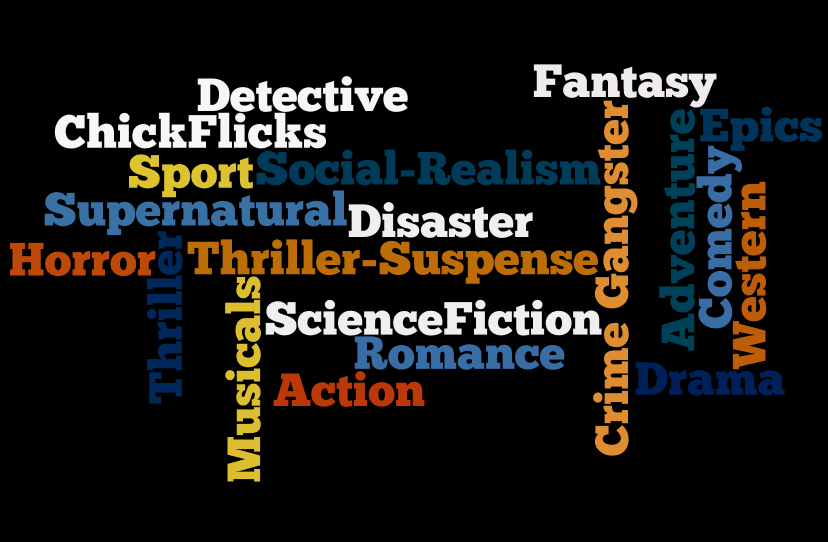 Fantasy
Detective
Epics
ChickFlicks
Sport
Social-Realism
Supernatural
Disaster
Crime Gangster
Adventure
Comedy
Western
Horror
Thriller-Suspense
Thriller
Musicals
ScienceFiction
Romance
Action
Drama